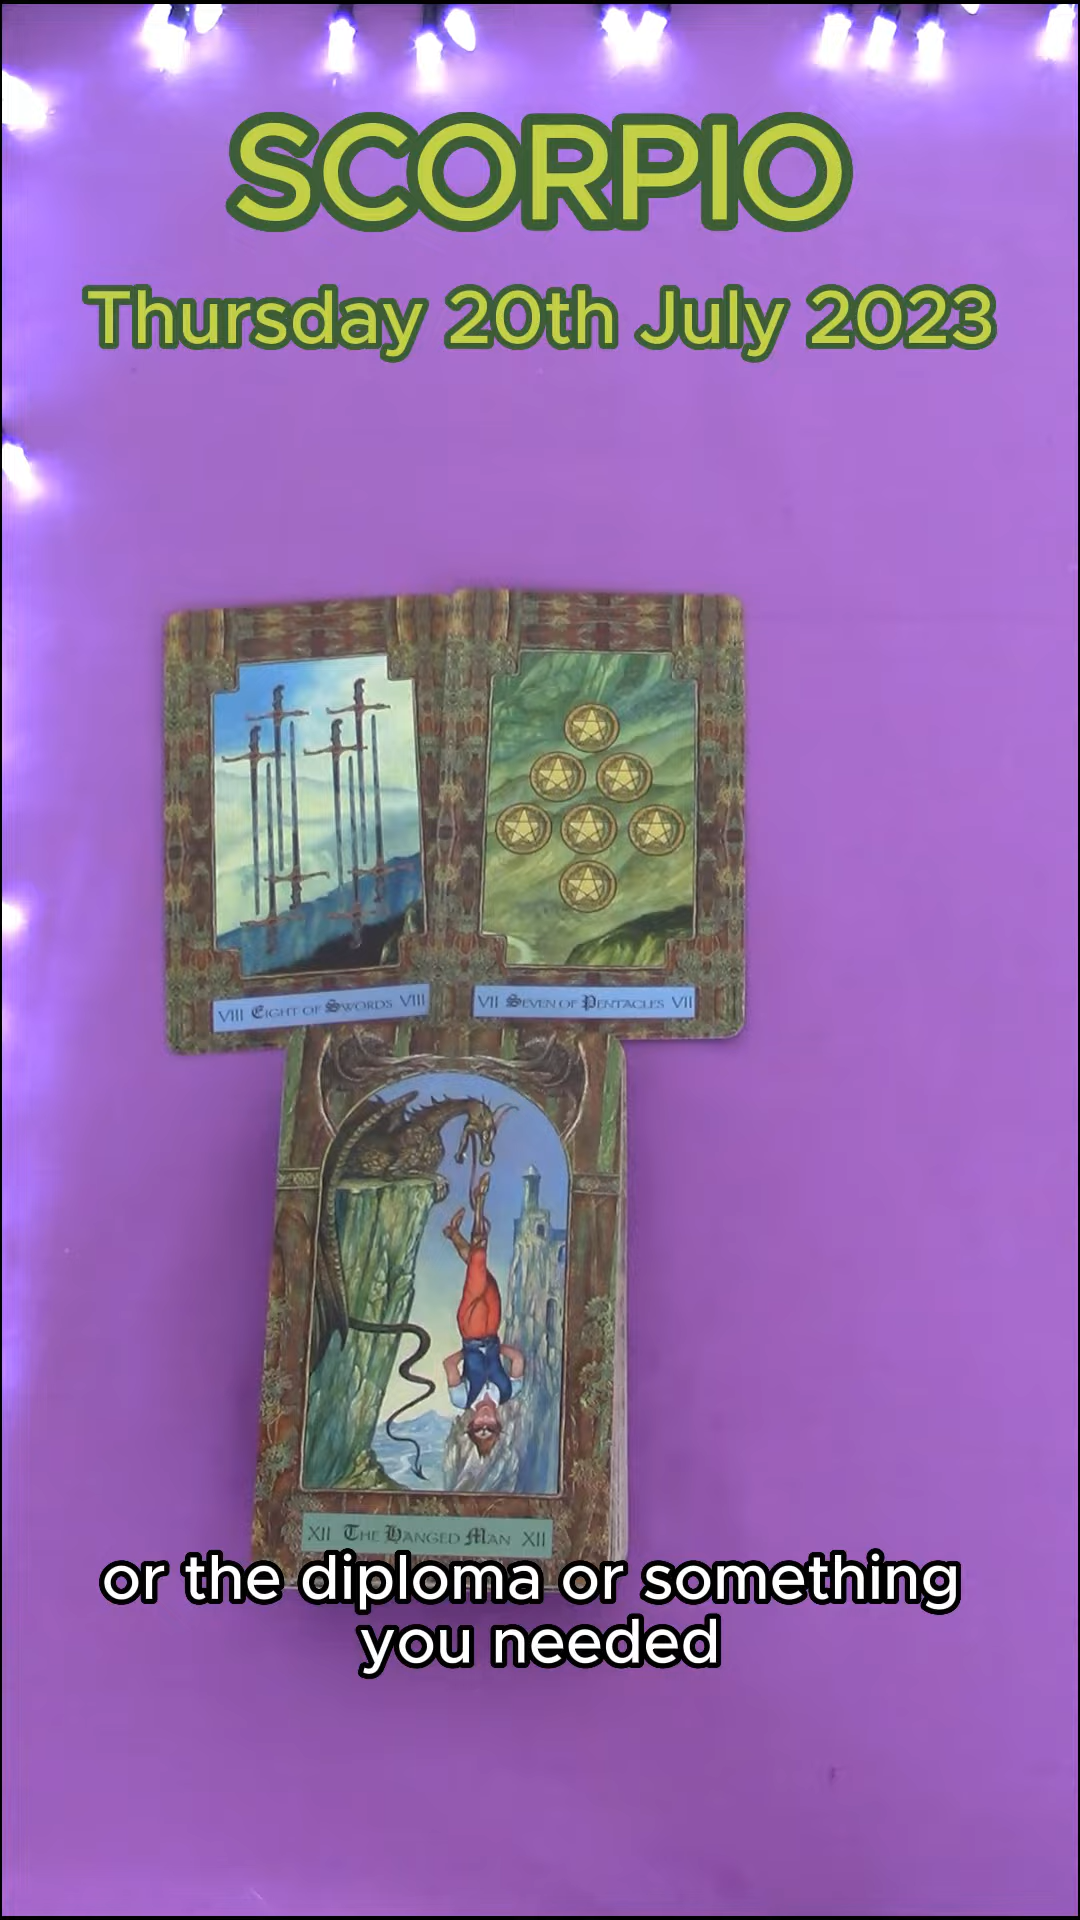 SCORPIO
Thursday 20th July 2023
VIII EIGHT OF SWORDS VIII
VII SEVEN OF PENTACLES VII
XII THE HANGED MAN XII
or the diploma or something
you needed